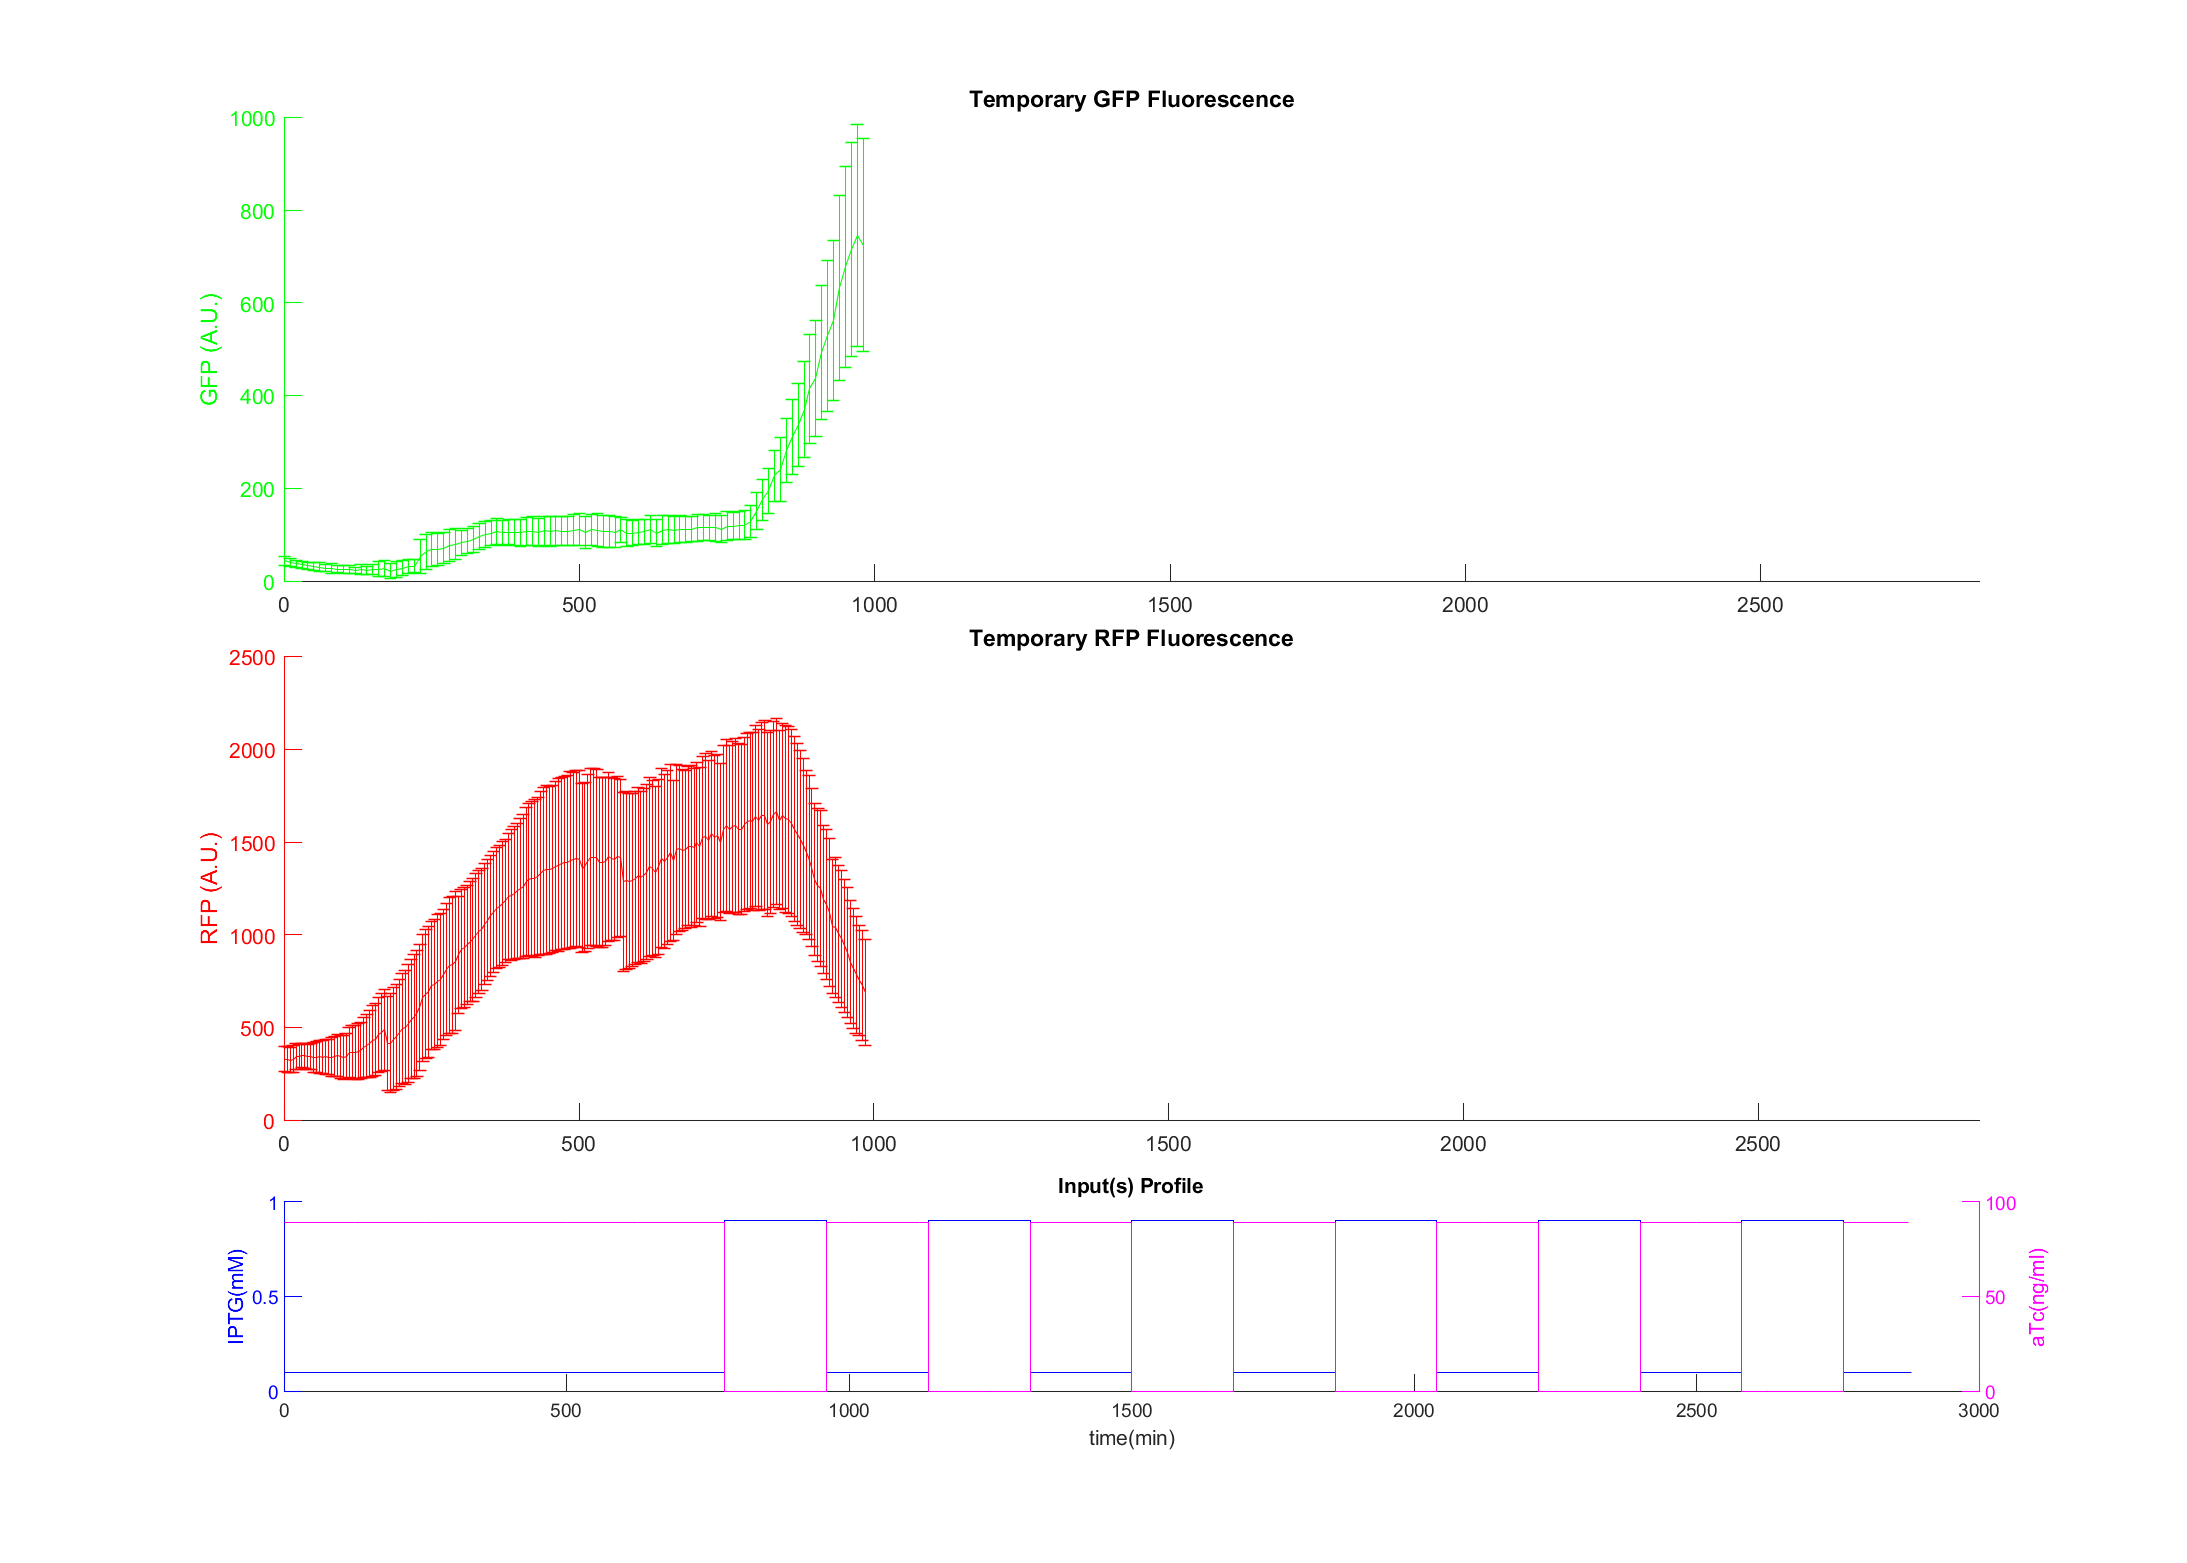 Temporary GFP Fluorescence
1000
800
600
400
200
0
GFP (A.U.)
0 500 1000 1500 2000 2500
Temporary RFP Fluorescence
2500
2000
1500
1000
500
0
RFP (A.U.)
0 500 1000 1500 2000 2500
Input(s) Profile
1
0.5
0
IPTG(mM)
100
50
0
aTc(ng/ml)
0 500 1000 1500 2000 2500 3000
time(min)